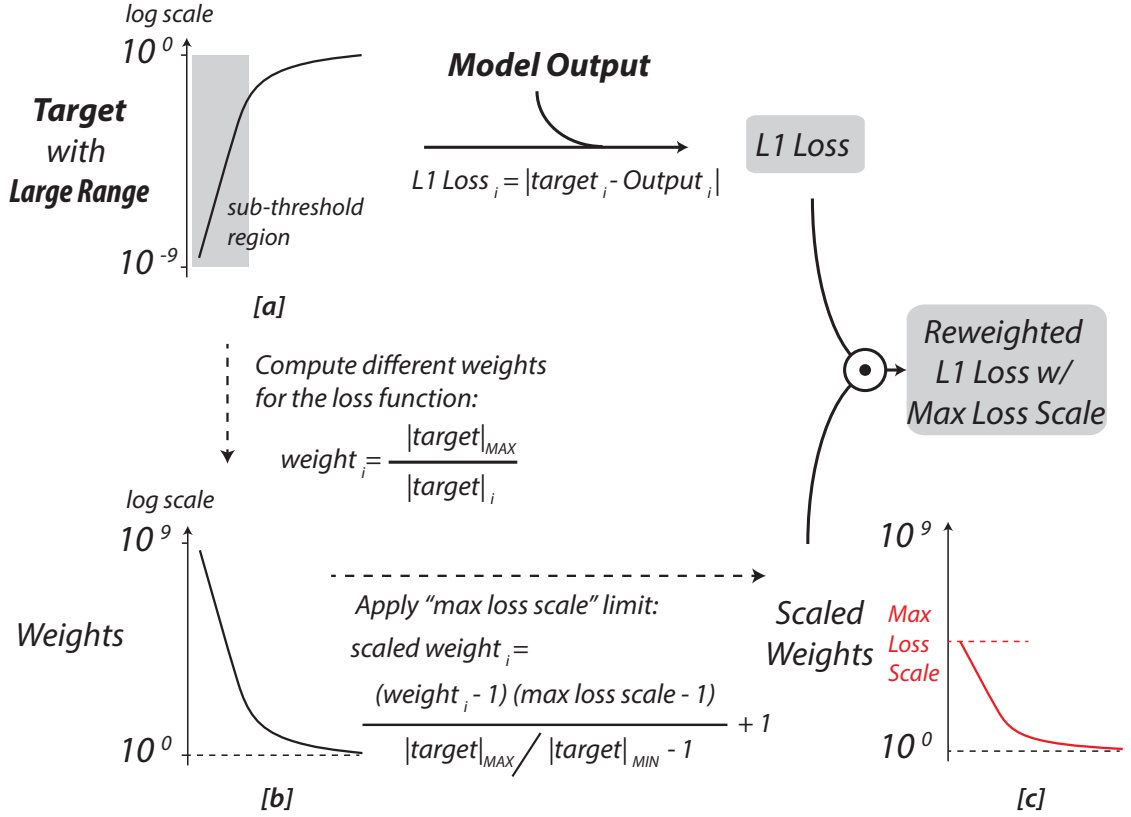 log scale
10 0
Target
with
Large Range
sub-threshold
region
10 -9
[a]
Model Output
L1 Loss i = |target i - Output i|
L1 Loss
Compute different weights
for the loss function:
weight i = |target|MAX
|target| i
Reweighted
L1 Loss w/
Max Loss Scale
log scale
10 9
Weights
10 0
[b]
Apply “max loss scale” limit:
scaled weight i =
(weight i - 1) (max loss scale - 1)
|target|MAX / |target| MIN - 1 + 1
Scaled
Weights
10 9
Max
Loss
Scale
10 0
[c]